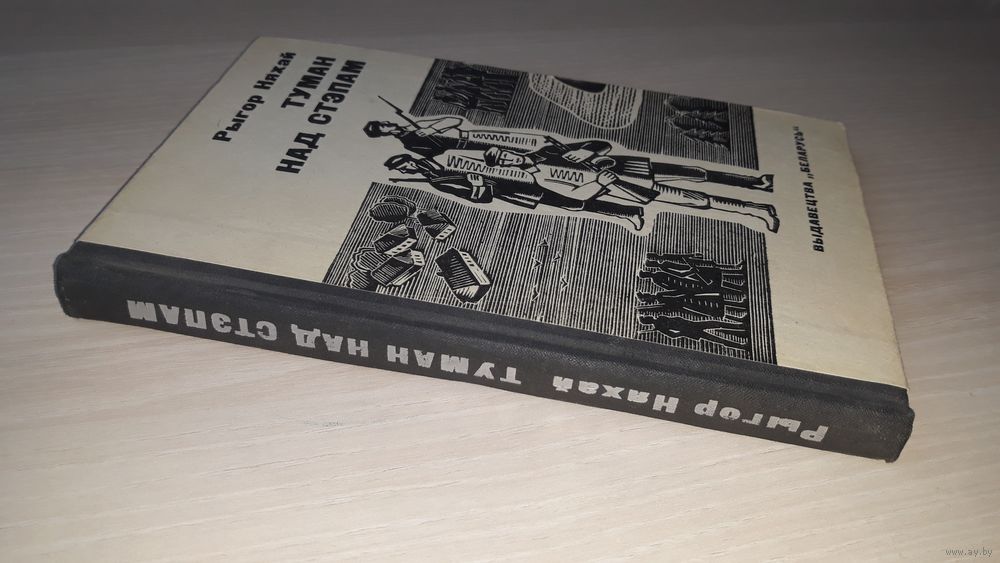 Рыгор Няхай
ТУМАН
НАД СТЭПАМ
ВЫДАВЕЦТВА „БЕЛАРУСЬ“
Рыгор Няхай ТУМАН НАД СТЭПАМ
www.ay.by